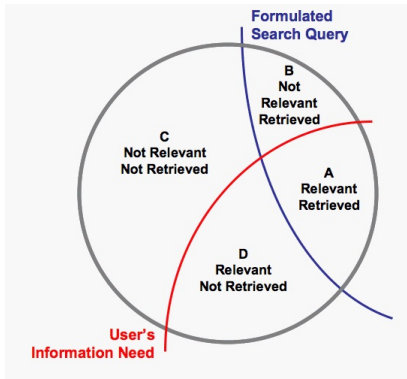 Formulated
Search Query
B
Not
Relevant
Retrieved
C
Not Relevant
Not Retrieved
A
Relevant
Retrieved
D
Relevant
Not Retrieved
User's
Information Need